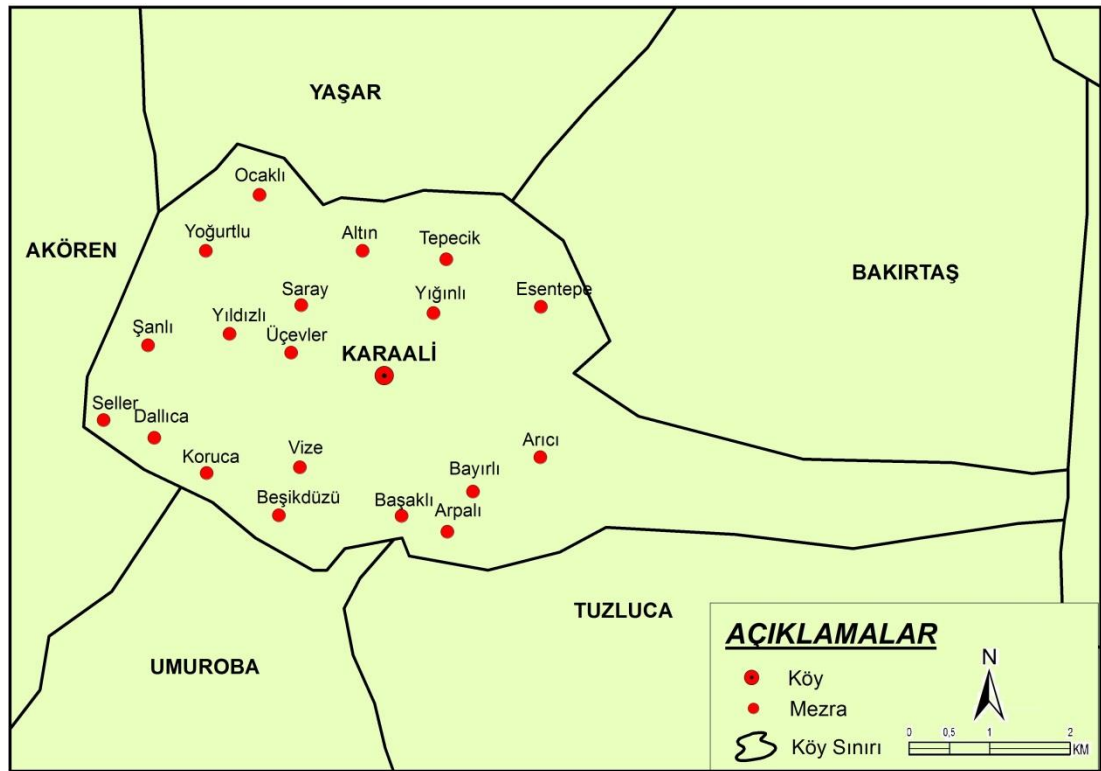 YAŞAR
Ocaklı
AKÖREN
Yoğurtlu
Altın
Tepecik
BAKIRTAŞ
Saray
Yığınlı
Esentepe
Şanlı
Yıldızlı
Üçevler
KARAALİ
Seller
Dallıca
Koruca
Vize
Arıcı
Bayırlı
Beşikdüzü
Başaklı
Arpalı
TUZLUCA
UMUROBA
AÇIKLAMALAR
Köy
Mezra
Köy Sınırı
N
0 0,5 1 2
KM